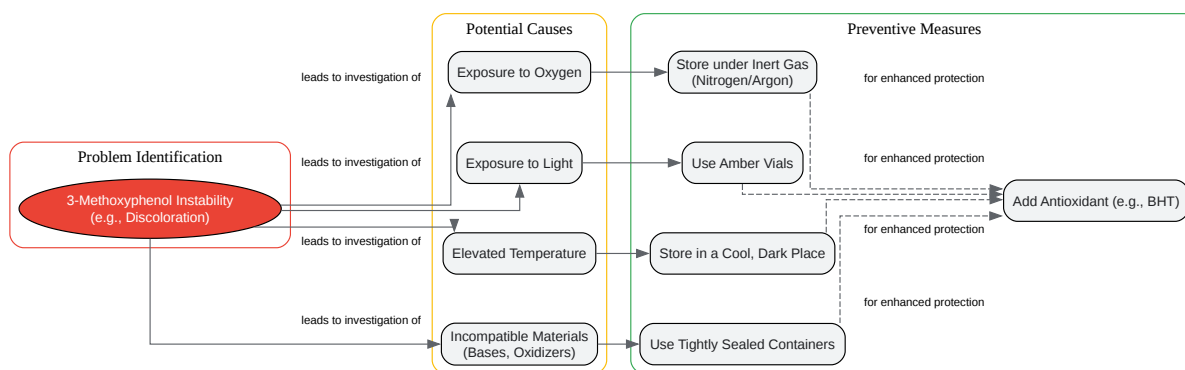 Potential Causes
Preventive Measures
leads to investigation of
Exposure to Oxygen
Store under Inert Gas
(Nitrogen/Argon)
for enhanced protection
Problem Identification
leads to investigation of
Exposure to Light
Use Amber Vials
for enhanced protection
3-Methoxyphenol Instability
(e.g., Discoloration)
Add Antioxidant (e.g., BHT)
leads to investigation of
Elevated Temperature
Store in a Cool, Dark Place
for enhanced protection
leads to investigation of
Incompatible Materials
(Bases, Oxidizers)
Use Tightly Sealed Containers
for enhanced protection